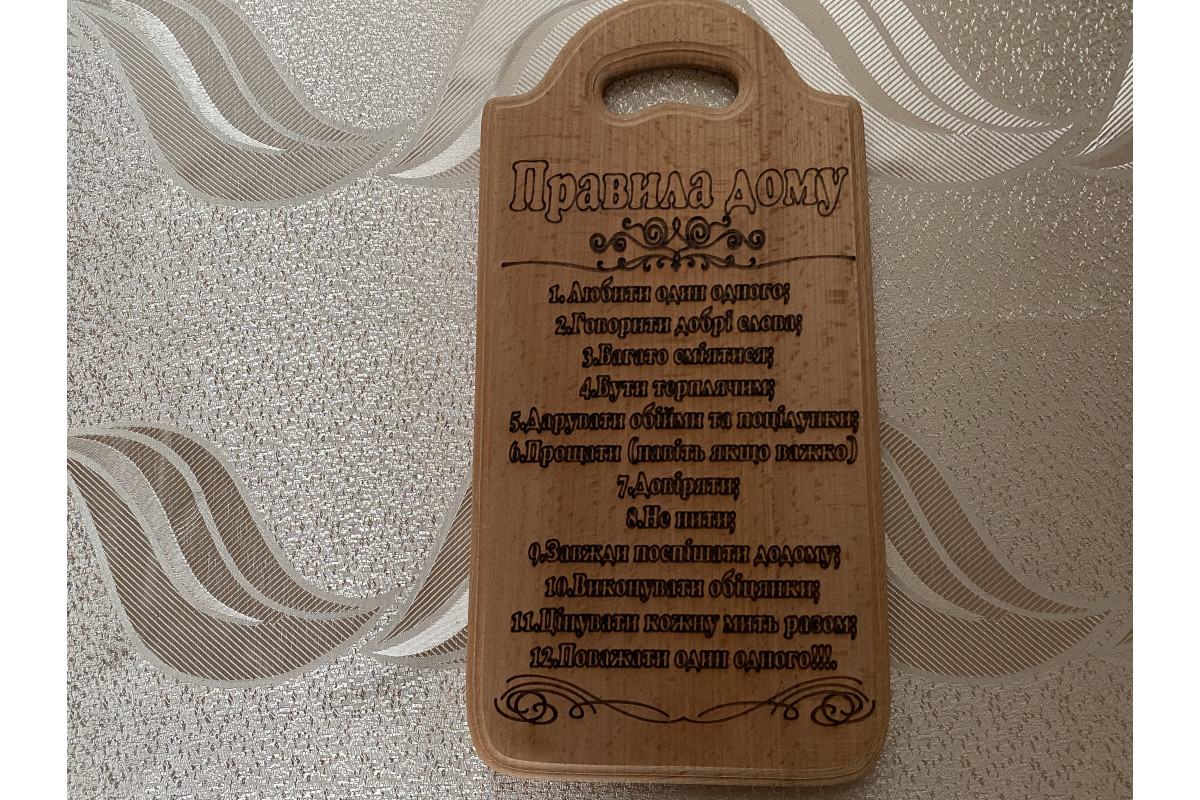 Правила дому
1. Любити один одного;
2.Говорити добрі слова;
3.Багато сміятися;
4.Бути терплячим;
5.Дарувати обійми та поцілунки;
6.Прощати (навіть якщо важко)
7.Довіряти;
8.Не нити;
9.Завжди поспішати додому;
10.Виконувати обіцянки;
11.Цінувати кожну мить разом;
12.Поважати один одного!!!.